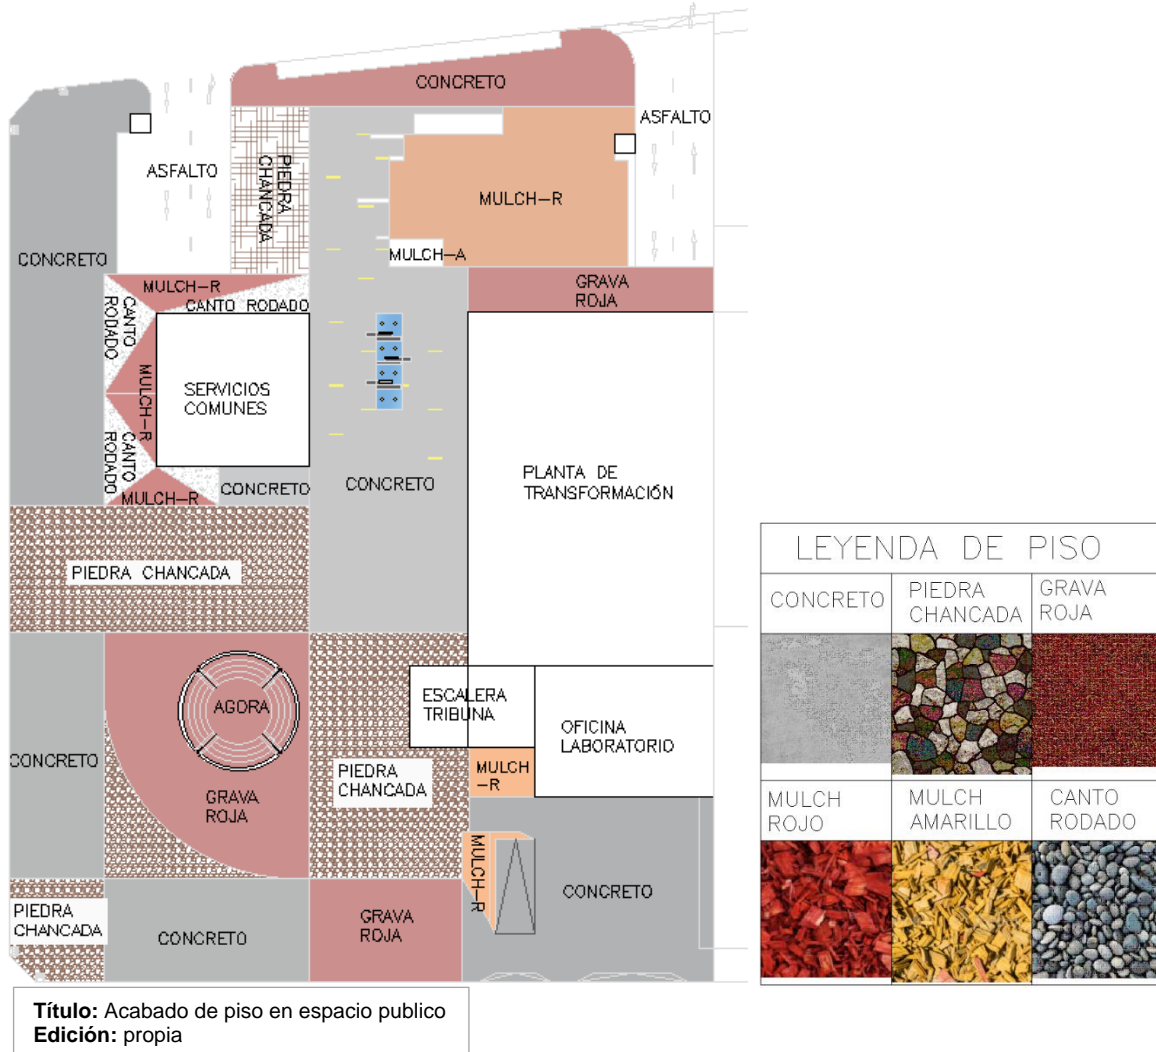 CONCRETO
ASFALTO
ASFALTO
PIEDRA
CHANCADA
MULCH-R
CONCRETO
MULCH-A
MULCH-R
GRAVA
ROJA
CANTO RODADO
CANTO
RODADO
MULCH-R
SERVICIOS
COMUNES
CANTO
RODADO
MULCH-R
CONCRETO
CONCRETO
PLANTA DE
TRANSFORMACIÓN
PIEDRA CHANCADA
AGORA
ESCALERA
TRIBUNA
OFICINA
LABORATORIO
CONCRETO
PIEDRA
CHANCADA
MULCH
-R
GRAVA
ROJA
MULCH-R
CONCRETO
PIEDRA
CHANCADA
CONCRETO
GRAVA
ROJA
LEYENDA DE PISO
CONCRETO
PIEDRA
CHANCADA
GRAVA
ROJA
MULCH
ROJO
MULCH
AMARILLO
CANTO
RODADO
Título: Acabado de piso en espacio publico
Edición: propia